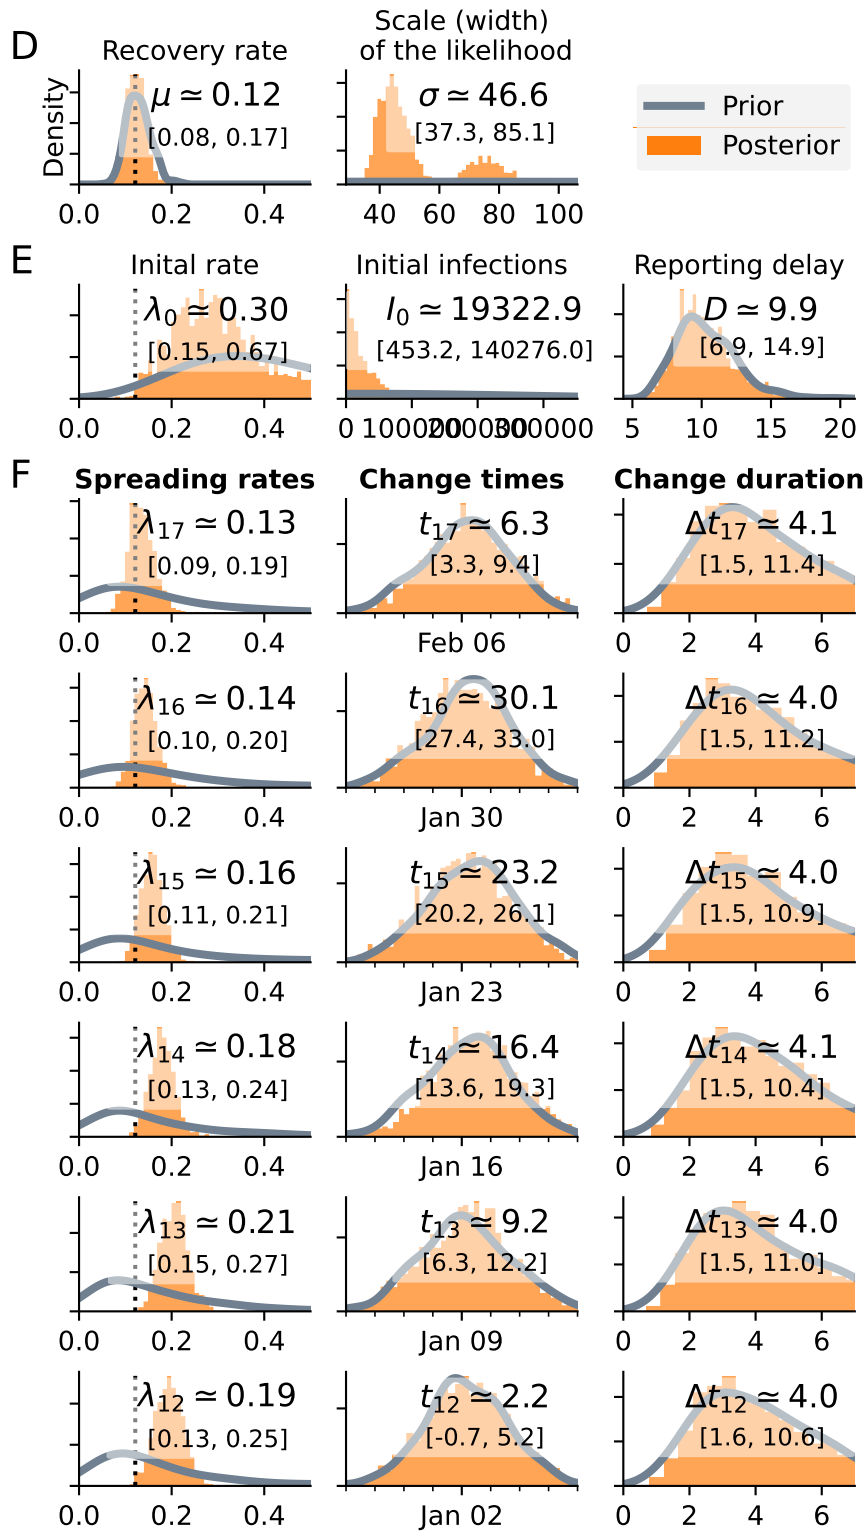 D
Recovery rate
Scale (width)
of the likelihood
Density
μ ≃ 0.12
[0.08, 0.17]
0.0 0.2 0.4
σ ≃ 46.6
[37.3, 85.1]
40 60 80 100
Prior
Posterior
E
Inital rate
Initial infections
Reporting delay
λ0 ≃ 0.30
[0.15, 0.67]
0.0 0.2 0.4
I0 ≃ 19322.9
[453.2, 140276.0]
0 100000 200000 300000
D ≃ 9.9
[6.9, 14.9]
5 10 15 20
F
Spreading rates
Change times
Change duration
λ17 ≃ 0.13
[0.09, 0.19]
0.0 0.2 0.4
t17 ≃ 6.3
[3.3, 9.4]
Feb 06
Δt17 ≃ 4.1
[1.5, 11.4]
0 2 4 6
λ16 ≃ 0.14
[0.10, 0.20]
0.0 0.2 0.4
t16 ≃ 30.1
[27.4, 33.0]
Jan 30
Δt16 ≃ 4.0
[1.5, 11.2]
0 2 4 6
λ15 ≃ 0.16
[0.11, 0.21]
0.0 0.2 0.4
t15 ≃ 23.2
[20.2, 26.1]
Jan 23
Δt15 ≃ 4.0
[1.5, 10.9]
0 2 4 6
λ14 ≃ 0.18
[0.13, 0.24]
0.0 0.2 0.4
t14 ≃ 16.4
[13.6, 19.3]
Jan 16
Δt14 ≃ 4.1
[1.5, 10.4]
0 2 4 6
λ13 ≃ 0.21
[0.15, 0.27]
0.0 0.2 0.4
t13 ≃ 9.2
[6.3, 12.2]
Jan 09
Δt13 ≃ 4.0
[1.5, 11.0]
0 2 4 6
λ12 ≃ 0.19
[0.13, 0.25]
0.0 0.2 0.4
t12 ≃ 2.2
[-0.7, 5.2]
Jan 02
Δt12 ≃ 4.0
[1.6, 10.6]
0 2 4 6